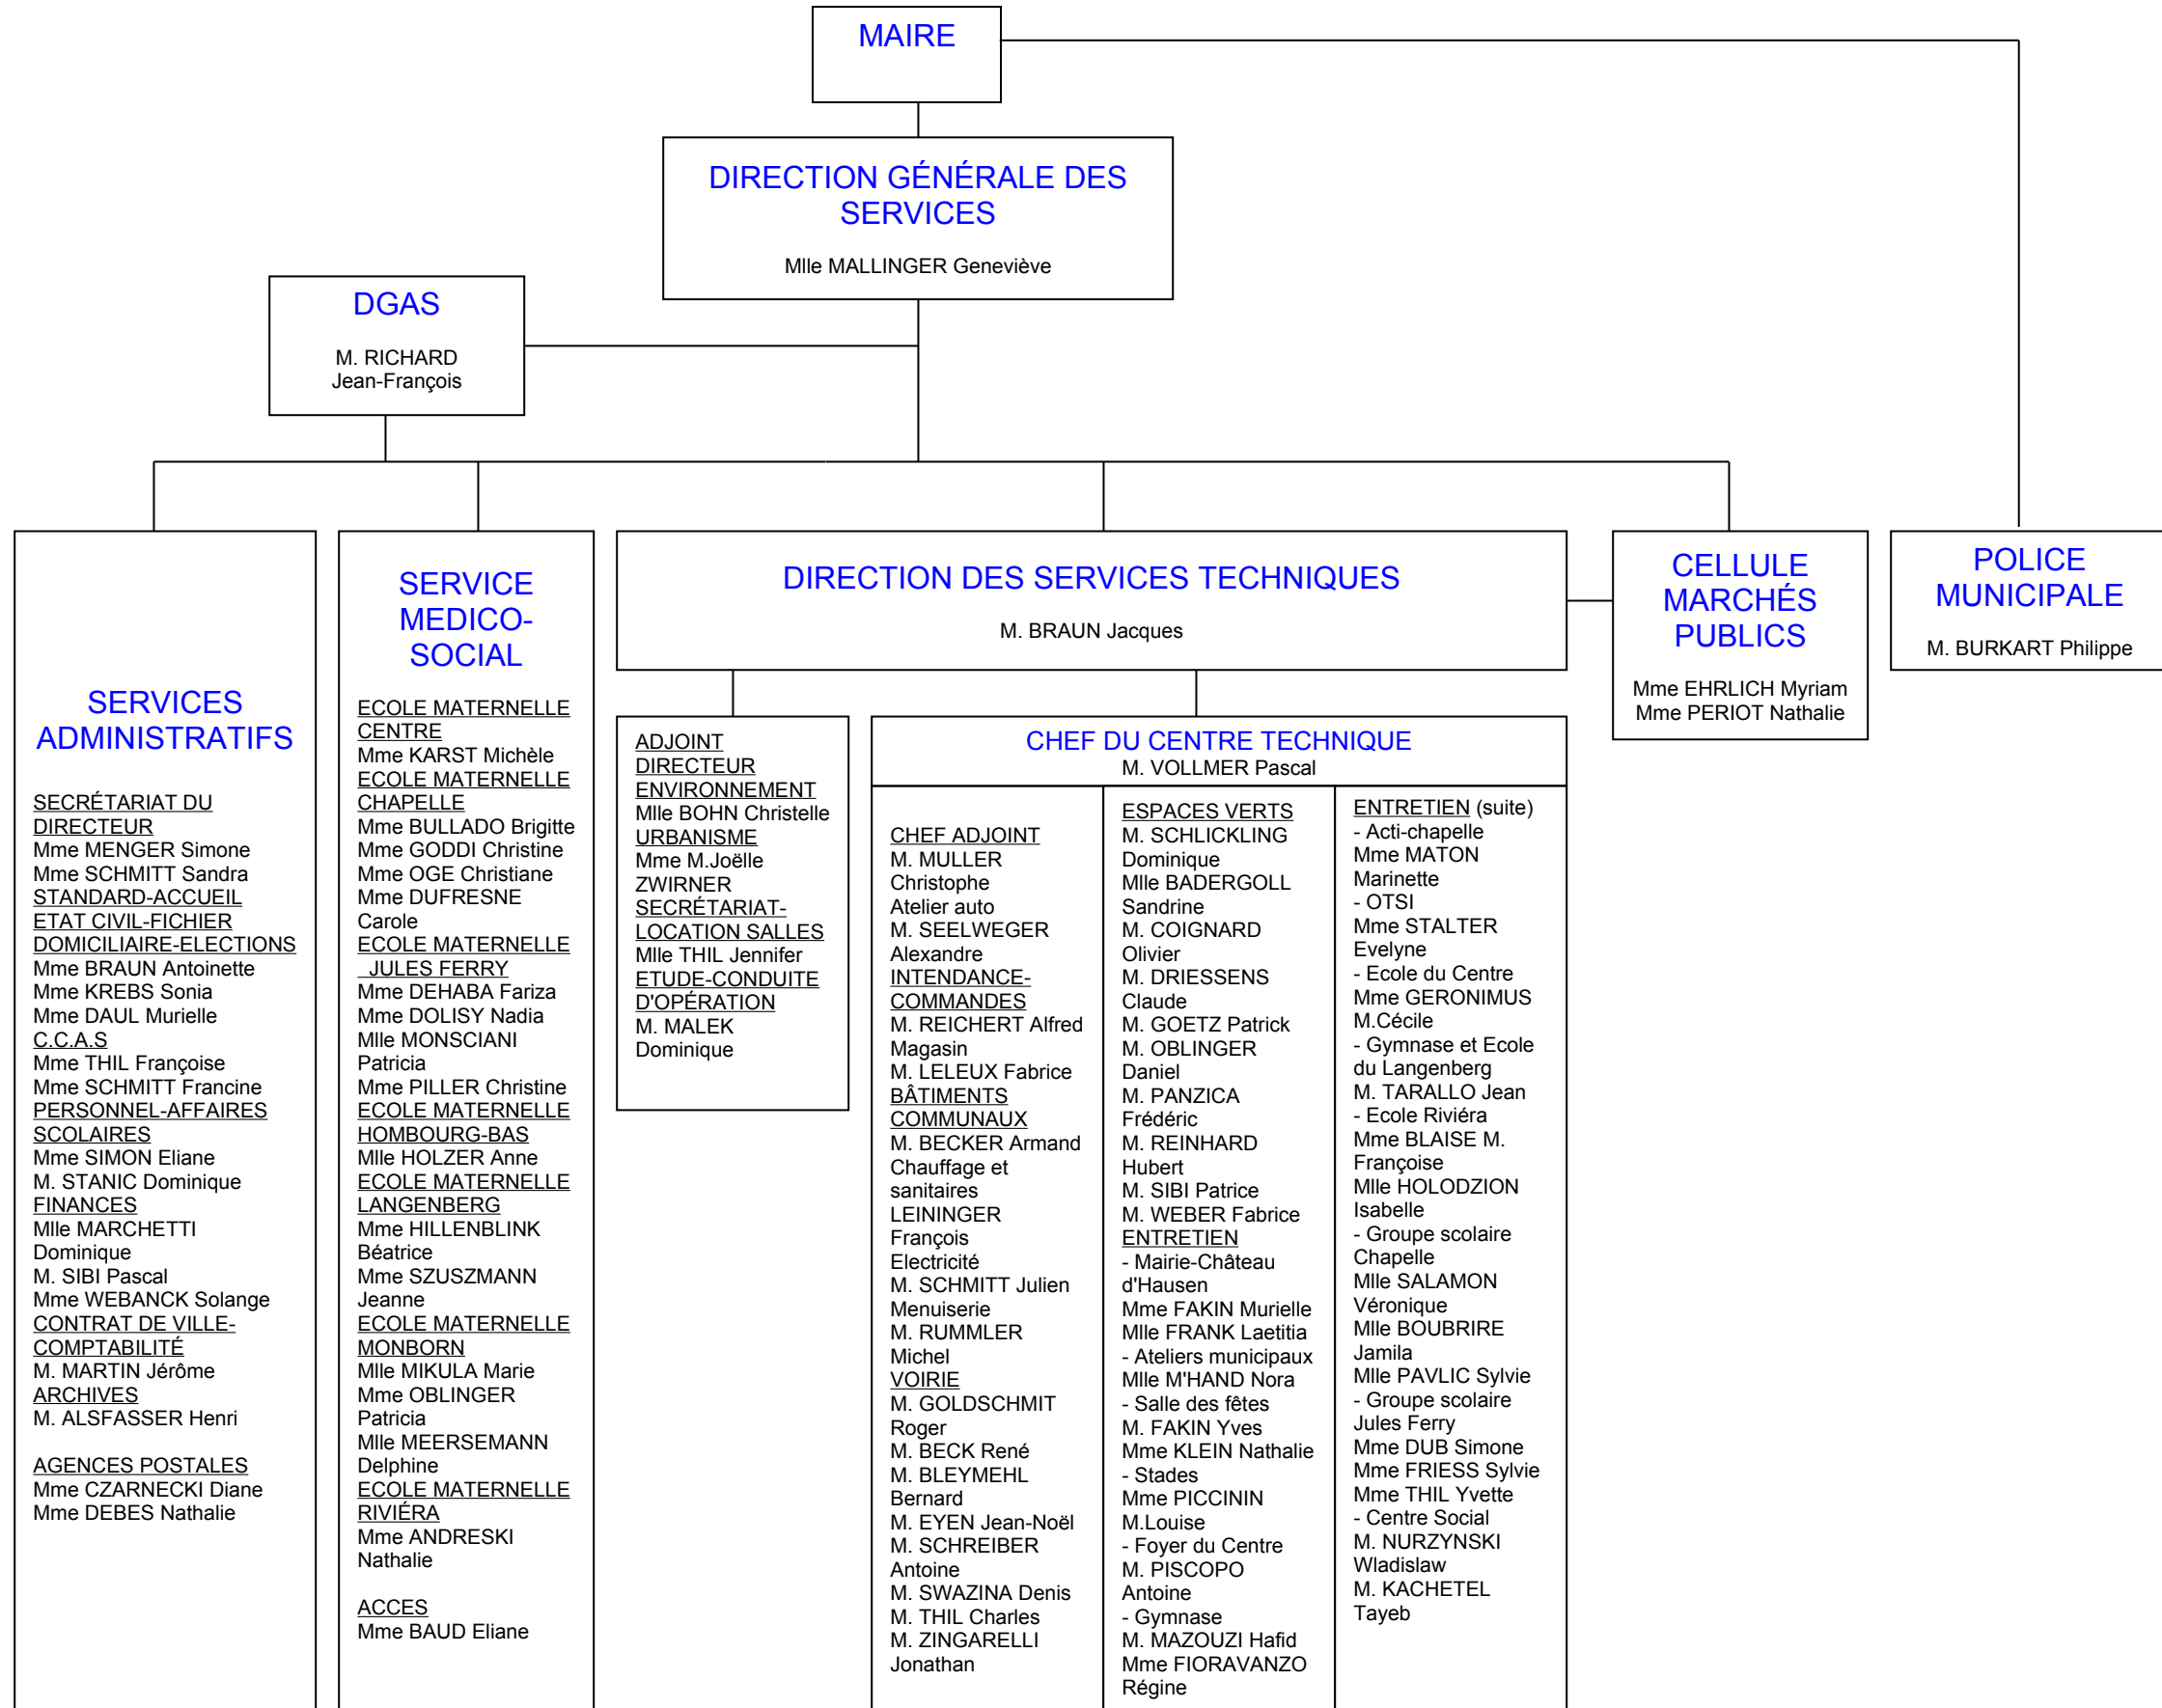 MAIRE
DIRECTION GÉNÉRALE DES
SERVICES
Mlle MALLINGER Geneviève
DGAS
M. RICHARD
Jean-François
SERVICES
ADMINISTRATIFS
SECRÉTARIAT DU
DIRECTEUR
Mme MENGER Simone
Mme SCHMITT Sandra
STANDARD-ACCUEIL
ETAT CIVIL-FICHIER
DOMICILIAIRE-ELECTIONS
Mme BRAUN Antoinette
Mme KREBS Sonia
Mme DAUL Murielle
C.C.A.S
Mme THIL Françoise
Mme SCHMITT Francine
PERSONNEL-AFFAIRES
SCOLAIRES
Mme SIMON Eliane
M. STANIC Dominique
FINANCES
Mlle MARCHETTI
Dominique
M. SIBI Pascal
Mme WEBANCK Solange
CONTRAT DE VILLE-
COMPTABILITÉ
M. MARTIN Jérôme
ARCHIVES
M. ALSFASSER Henri
AGENCES POSTALES
Mme CZARNECKI Diane
Mme DEBES Nathalie
SERVICE
MEDICO-
SOCIAL
ECOLE MATERNELLE
CENTRE
Mme KARST Michèle
ECOLE MATERNELLE
CHAPELLE
Mme BULLADO Brigitte
Mme GODDI Christine
Mme OGE Christiane
Mme DUFRESNE
Carole
ECOLE MATERNELLE
JULES FERRY
Mme DEHABA Fariza
Mme DOLISY Nadia
Mlle MONSCIANI
Patricia
Mme PILLER Christine
ECOLE MATERNELLE
HOMBOURG-BAS
Mlle HOLZER Anne
ECOLE MATERNELLE
LANGENBERG
Mme HILLENBLINK
Béatrice
Mme SZUSZMANN
Jeanne
ECOLE MATERNELLE
MONBORN
Mlle MIKULA Marie
Mme OBLINGER
Patricia
Mlle MEERSEMANN
Delphine
ECOLE MATERNELLE
RIVIÉRA
Mme ANDRESKI
Nathalie
ACCES
Mme BAUD Eliane
DIRECTION DES SERVICES TECHNIQUES
M. BRAUN Jacques
ADJOINT
DIRECTEUR
ENVIRONNEMENT
Mlle BOHN Christelle
URBANISME
Mme M.Joëlle
ZWIRNER
SECRÉTARIAT-
LOCATION SALLES
Mlle THIL Jennifer
ETUDE-CONDUITE
D'OPÉRATION
M. MALEK
Dominique
CHEF DU CENTRE TECHNIQUE
M. VOLLMER Pascal
CHEF ADJOINT
M. MULLER
Christophe
Atelier auto
M. SEELWEGER
Alexandre
INTENDANCE-
COMMANDES
M. REICHERT Alfred
Magasin
M. LELEUX Fabrice
BÂTIMENTS
COMMUNAUX
M. BECKER Armand
Chauffage et
sanitaires
LEININGER
François
Electricité
M. SCHMITT Julien
Menuiserie
M. RUMMLER
Michel
VOIRIE
M. GOLDSCHMIT
Roger
M. BECK René
M. BLEYMEHL
Bernard
M. EYEN Jean-Noël
M. SCHREIBER
Antoine
M. SWAZINA Denis
M. THIL Charles
M. ZINGARELLI
Jonathan
ESPACES VERTS
M. SCHLICKLING
Dominique
Mlle BADERGOLL
Sandrine
M. COIGNARD
Olivier
M. DRIESSENS
Claude
M. GOETZ Patrick
M. OBLINGER
Daniel
M. PANZICA
Frédéric
M. REINHARD
Hubert
M. SIBI Patrice
M. WEBER Fabrice
ENTRETIEN
- Mairie-Château
d'Hausen
Mme FAKIN Murielle
Mlle FRANK Laetitia
- Ateliers municipaux
Mlle M'HAND Nora
- Salle des fêtes
M. FAKIN Yves
Mme KLEIN Nathalie
- Stades
Mme PICCININ
M.Louise
- Foyer du Centre
M. PISCOPO
Antoine
- Gymnase
M. MAZOUZI Hafid
Mme FIORAVANZO
Régine
ENTRETIEN (suite)
- Acti-chapelle
Mme MATON
Marinette
- OTSI
Mme STALTER
Evelyne
- Ecole du Centre
Mme GERONIMUS
M.Cécile
- Gymnase et Ecole
du Langenberg
M. TARALLO Jean
- Ecole Riviéra
Mme BLAISE M.
Françoise
Mlle HOLODZION
Isabelle
- Groupe scolaire
Chapelle
Mlle SALAMON
Véronique
Mlle BOUBRIRE
Jamila
Mlle PAVLIC Sylvie
- Groupe scolaire
Jules Ferry
Mme DUB Simone
Mme FRIESS Sylvie
Mme THIL Yvette
- Centre Social
M. NURZYNSKI
Wladislaw
M. KACHETEL
Tayeb
CELLULE
MARCHÉS
PUBLICS
Mme EHRLICH Myriam
Mme PERIOT Nathalie
POLICE
MUNICIPALE
M. BURKART Philippe